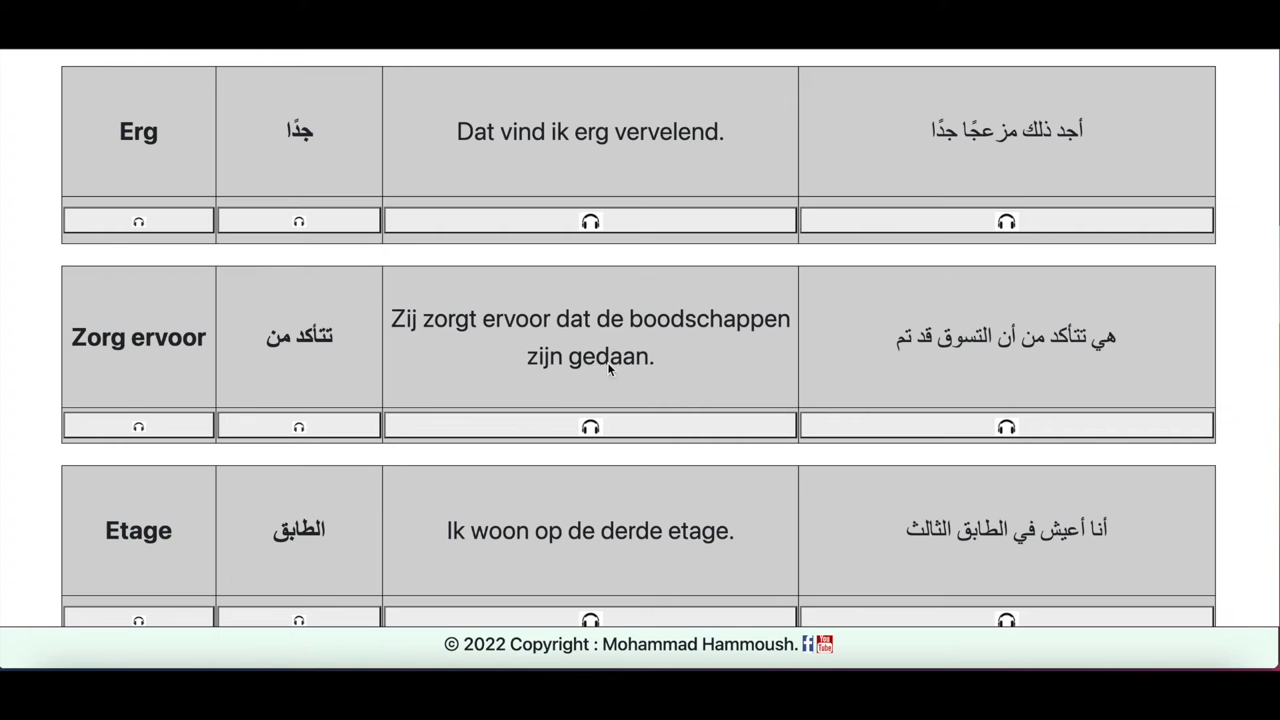 Erg
جدًا
Dat vind ik erg vervelend.
أجد ذلك مزعجًا جدًا
Zorg ervoor
تتأكد من
Zij zorgt ervoor dat de boodschappen
zijn gedaan.
هي تتأكد من أن التسوق قد تم
Etage
الطابق
Ik woon op de derde etage.
أنا أعيش في الطابق الثالث
© 2022 Copyright : Mohammad Hammoush. f You Tube